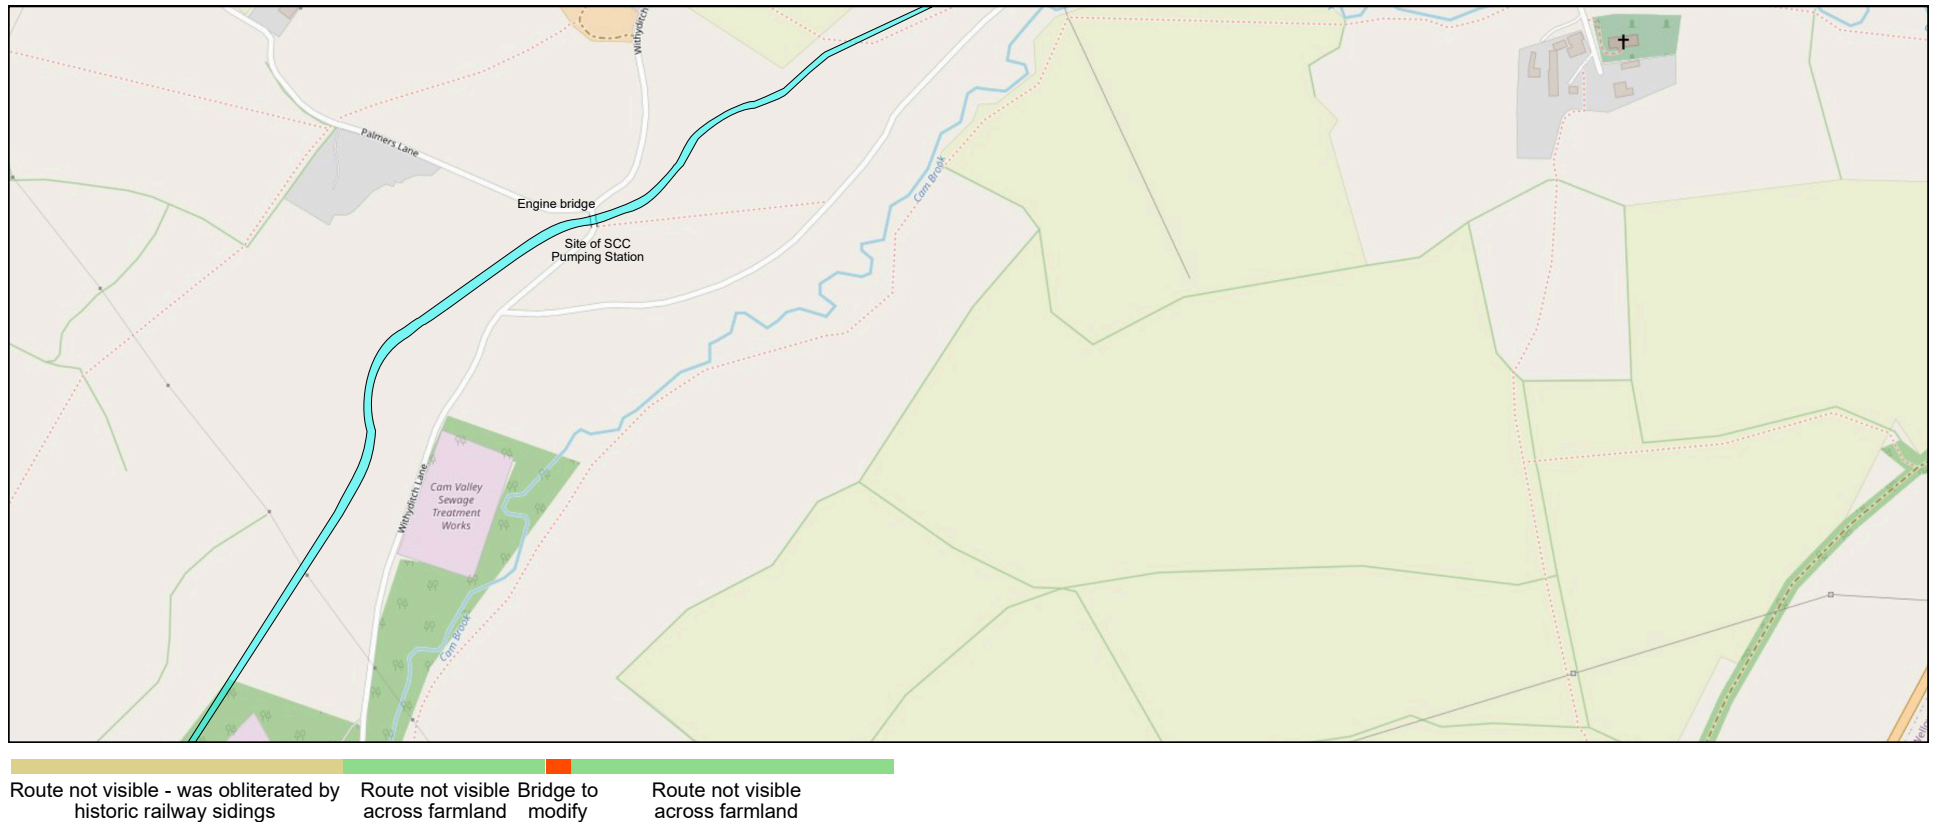 Withyditch
Palmers Lane
Cam Brook
Engine bridge
Site of SCC
Pumping Station
Withyditch Lane
Cam Valley
Sewage
Treatment
Works
Cam Brook
Route not visible - was obliterated by
historic railway sidings
Route not visible
across farmland
Bridge to
modify
Route not visible
across farmland